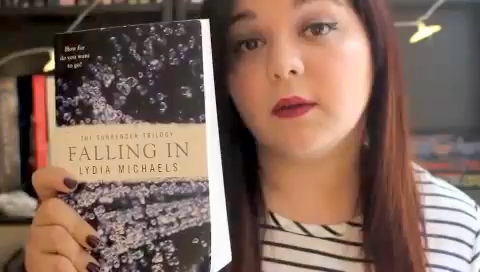 How far
do you want
to go?
THE SURRENDER TRILOGY
FALLING IN
LYDIA MICHAELS